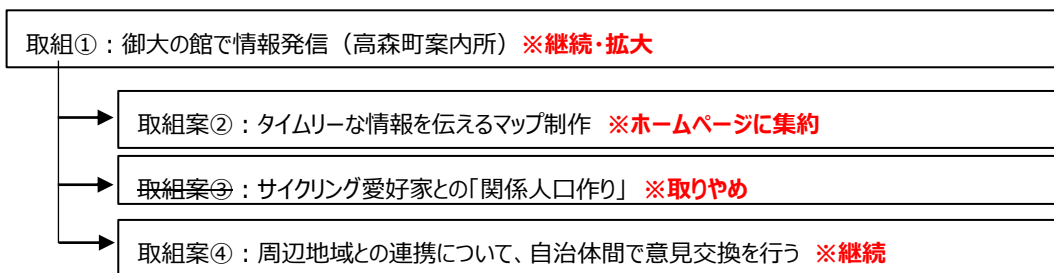 取組①：御大の館で情報発信（高森町案内所）※継続・拡大
取組案②：タイムリーな情報を伝えるマップ制作 ※ホームページに集約
取組案③：サイクリング愛好家との「関係人口作り」 ※取りやめ
取組案④：周辺地域との連携について、自治体間で意見交換を行う ※継続